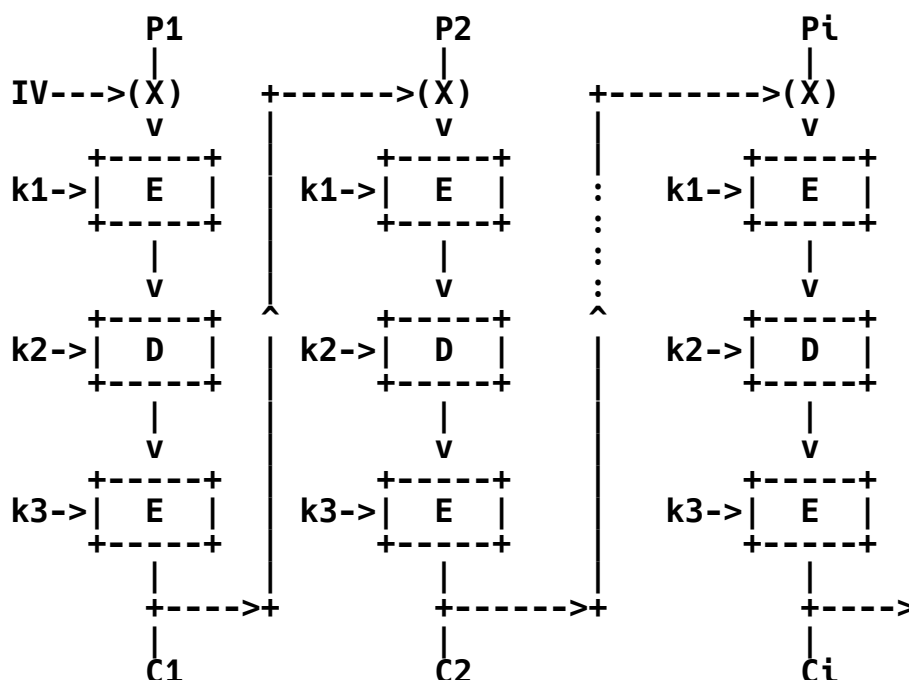 P1                 P2                      Pi
         |                  |                       |
IV--->(X)     +------>(X)       +-------->(X)
         v      |           v         |             v
      +-----+   |        +-----+      |          +-----+
k1->|   E   |   |  k1->|   E   |      :    k1->|   E   |
      +-----+   |        +-----+      :          +-----+
         |      |           |         :             |
         v      |           v         :             v
      +-----+   ^        +-----+      ^          +-----+
k2->|   D   |   |  k2->|   D   |      |    k2->|   D   |
      +-----+   |        +-----+      |          +-----+
         |      |           |         |             |
         v      |           v         |             v
      +-----+   |        +-----+      |          +-----+
k3->|   E   |   |  k3->|   E   |      |    k3->|   E   |
      +-----+   |        +-----+      |          +-----+
         |      |           |         |             |
         +---->+            +------>+               +---->
         |                  |                       |
         C1                 C2                      Ci